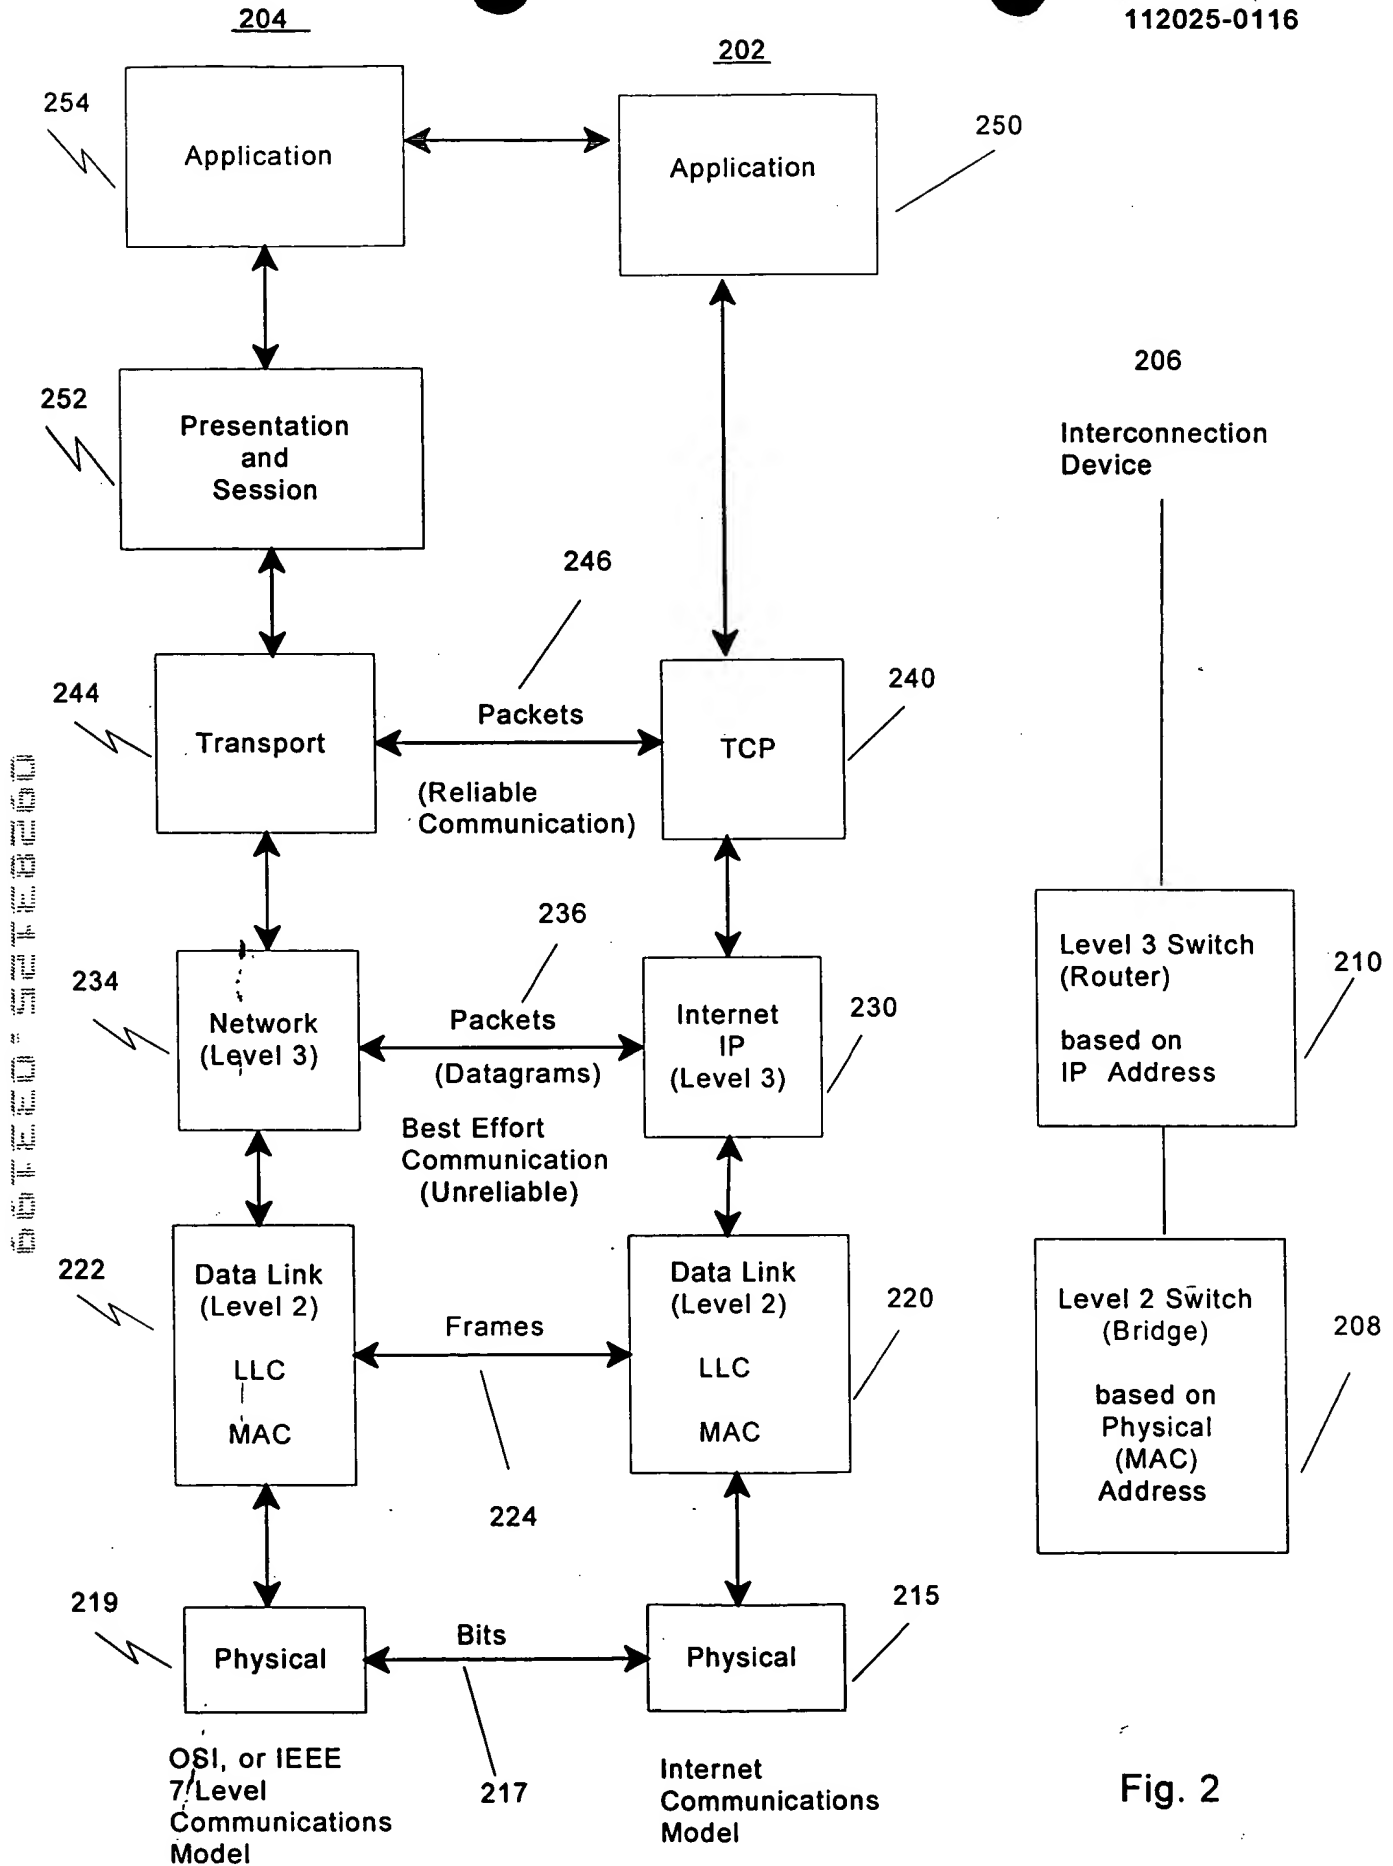 204
112025-0116
202
254
Application
250
Application
206
252
Interconnection
Device
Presentation
and
Session
246
244
240
Packets
Transport
TCP
(Reliable
Communication)
236
Level 3 Switch
(Router)
210
234
Packets
Internet
IP
(Level 3)
230
Network
(Level 3)
(Datagrams)
based on
IP Address
Best Effort
Communication
(Unreliable)
222
Data Link
(Level 2)
Data Link
(Level 2)
220
Level 2 Switch
(Bridge)
208
Frames
LLC
LLC
based on
Physical
(MAC)
Address
MAC
MAC
224
219
215
Bits
Physical
Physical
OSI, or IEEE
7 Level
Communications
Model
217
Internet
Communications
Model
Fig. 2